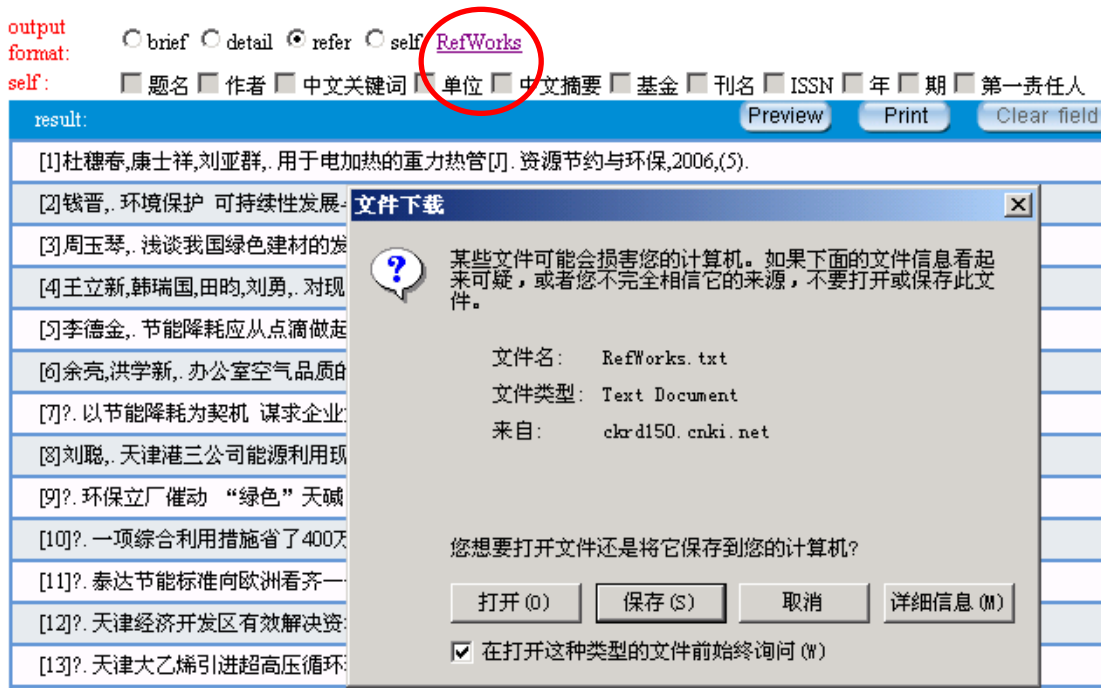 output format: brief detail refer self RefWorks
self : 题名 作者 中文关键词 单位 中文摘要 基金 刊名 ISSN 年 期 第一责任人
result: Preview Print Clear field
[1]杜穗春,康士祥,刘亚群,. 用于电加热的重力热管[J]. 资源节约与环保,2006,(5).
[2]钱晋,. 环境保护 可持续性发展
[3]周玉琴,. 浅谈我国绿色建材的发
[4]王立新,韩瑞国,田昀,刘勇,. 对现
[5]李德金,. 节能降耗应从点滴做起
[6]余亮,洪学新,. 办公室空气品质的
[7]?. 以节能降耗为契机 谋求企业
[8]刘聪,. 天津港三公司能源利用现
[9]?. 环保立厂催动 “绿色”天碱
[10]?. 一项综合利用措施省了400万
[11]?. 泰达节能标准向欧洲看齐一
[12]?. 天津经济开发区有效解决资
[13]?. 天津大乙烯引进超高压循环
文件下载
某些文件可能会损害您的计算机。如果下面的文件信息看起
来可疑，或者您不完全相信它的来源，不要打开或保存此文
件。
文件名: RefWorks.txt
文件类型: Text Document
来自: ckrd150.cnki.net
您想要打开文件还是将它保存到您的计算机?
打开(O) 保存(S) 取消 详细信息(M)
在打开这种类型的文件前始终询问(W)